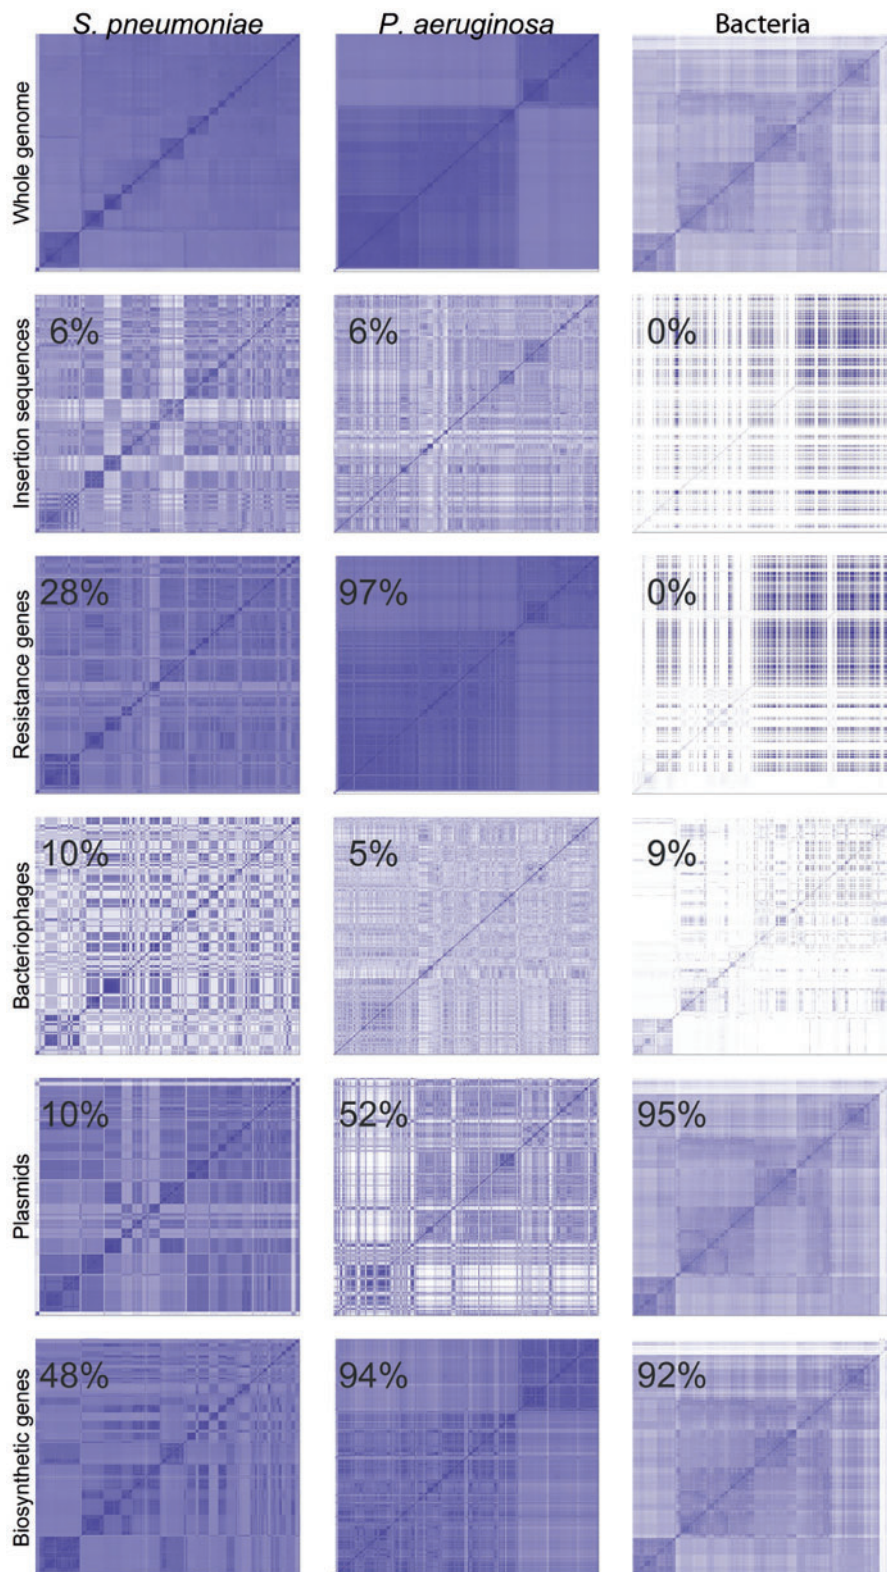 S. pneumoniae P. aeruginosa Bacteria
Whole genome
Insertion sequences
6% 6% 0%
Resistance genes
28% 97% 0%
Bacteriophages
10% 5% 9%
Plasmids
10% 52% 95%
Biosynthetic genes
48% 94% 92%